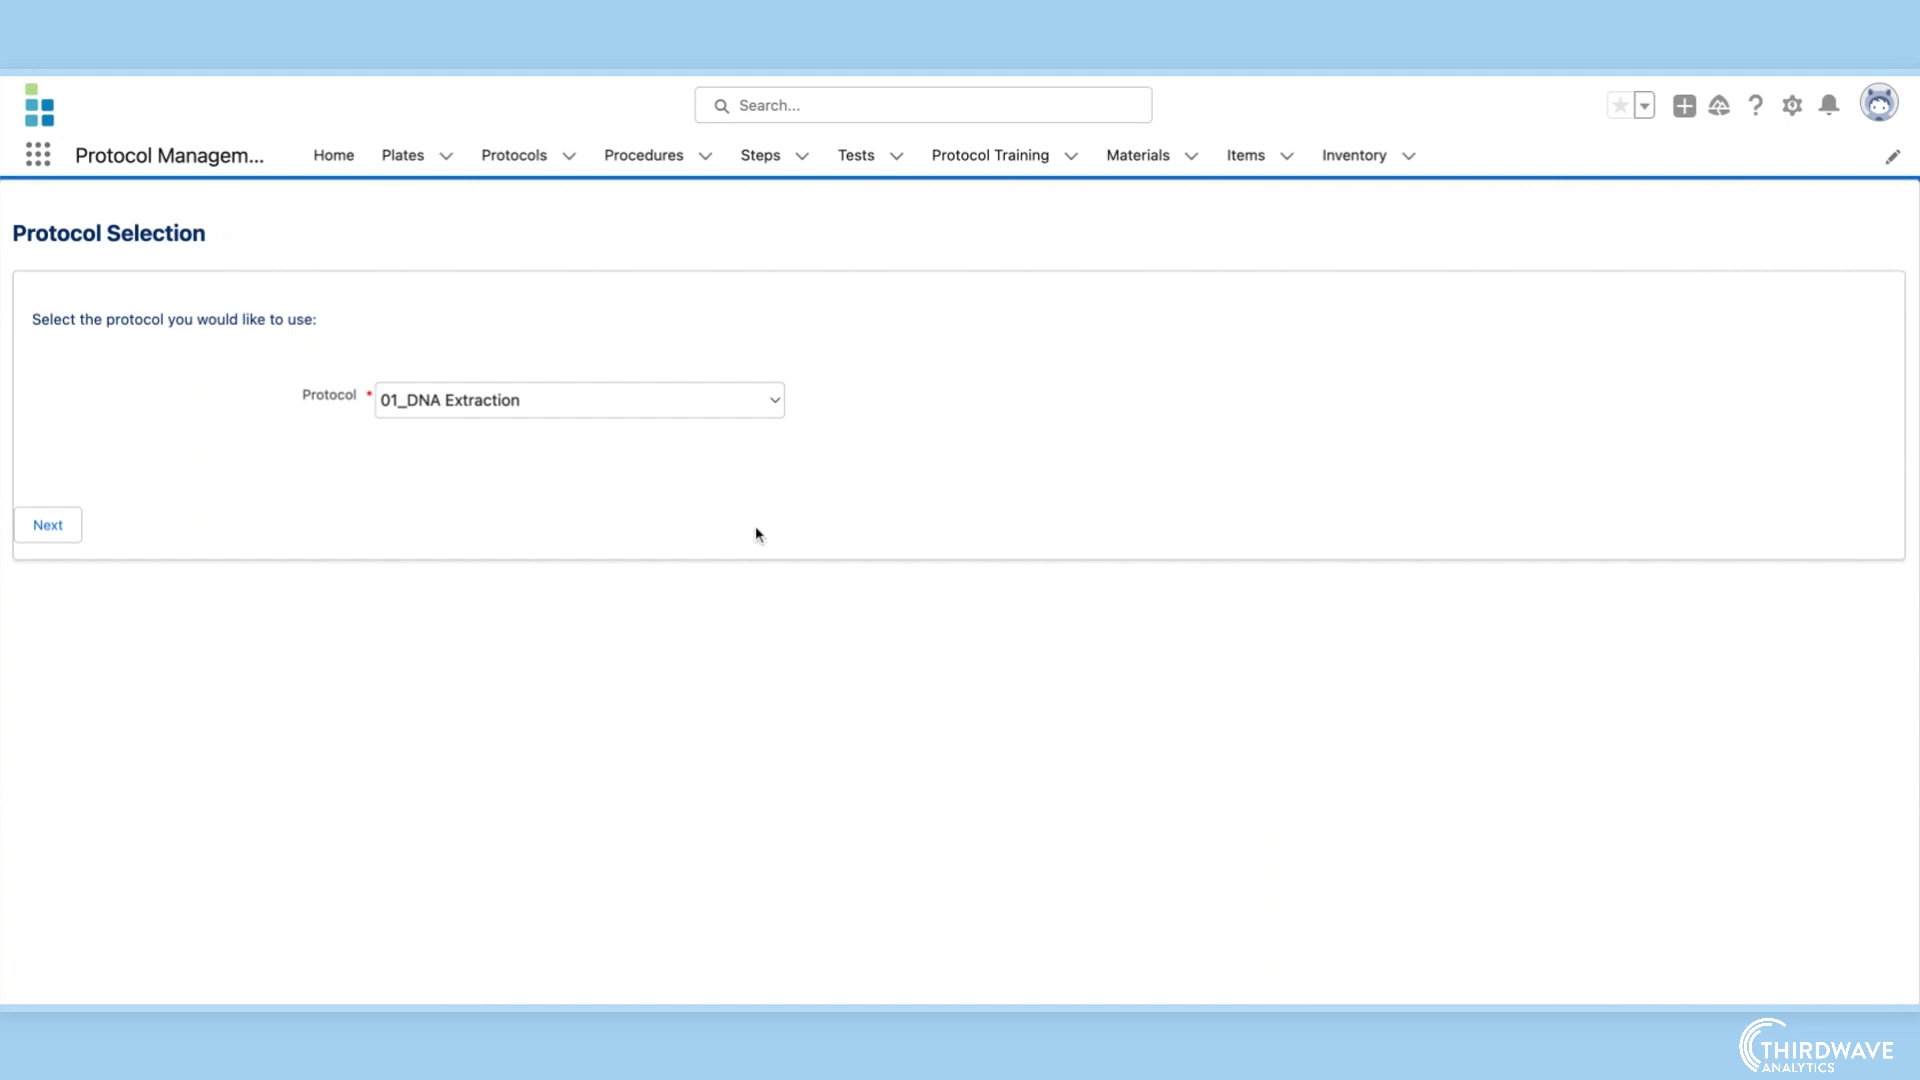 Search...
Protocol Managem...
Home
Plates
Protocols
Procedures
Steps
Tests
Protocol Training
Materials
Items
Inventory
Protocol Selection
Select the protocol you would like to use:
Protocol * 01_DNA Extraction
Next
THIRDWAVE
ANALYTICS